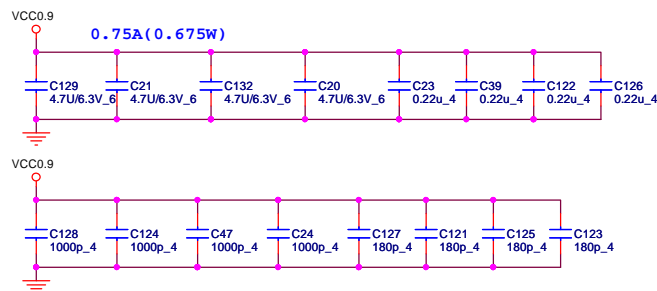 VCC0.9
0.75A(0.675W)
C129 C21 C132 C20 C23 C39 C122 C126
4.7U/6.3V_6 4.7U/6.3V_6 4.7U/6.3V_6 4.7U/6.3V_6 0.22u_4 0.22u_4 0.22u_4 0.22u_4
VCC0.9
C128 C124 C47 C24 C127 C121 C125 C123
1000p_4 1000p_4 1000p_4 1000p_4 180p_4 180p_4 180p_4 180p_4